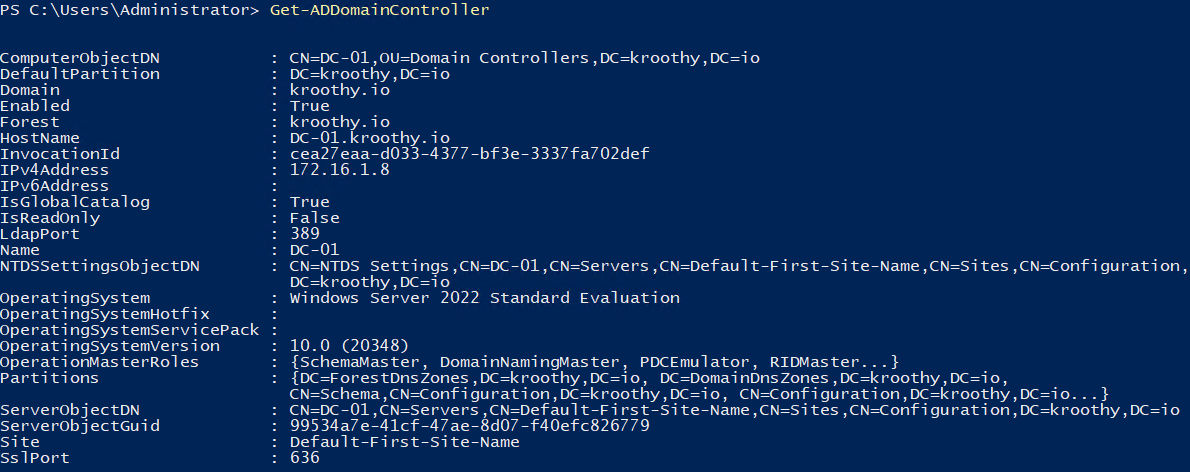 PS C:\Users\Administrator> Get-ADDomainController
ComputerObjectDN           : CN=DC-01,OU=Domain Controllers,DC=kroothy,DC=io
DefaultPartition           : DC=kroothy,DC=io
Domain                     : kroothy.io
Enabled                    : True
Forest                     : kroothy.io
HostName                   : DC-01.kroothy.io
InvocationId               : cea27eaa-d033-4377-bf3e-3337fa702def
IPv4Address                : 172.16.1.8
IPv6Address                :
IsGlobalCatalog            : True
IsReadOnly                 : False
LdapPort                   : 389
Name                       : DC-01
NTDSSettingsObjectDN       : CN=NTDS Settings,CN=DC-01,CN=Servers,CN=Default-First-Site-Name,CN=Sites,CN=Configuration,
                             DC=kroothy,DC=io
OperatingSystem            : Windows Server 2022 Standard Evaluation
OperatingSystemHotfix      :
OperatingSystemServicePack :
OperatingSystemVersion     : 10.0 (20348)
OperationMasterRoles       : {SchemaMaster, DomainNamingMaster, PDCEmulator, RIDMaster...}
Partitions                 : {DC=ForestDnsZones,DC=kroothy,DC=io, DC=DomainDnsZones,DC=kroothy,DC=io,
                             CN=Schema,CN=Configuration,DC=kroothy,DC=io, CN=Configuration,DC=kroothy,DC=io...}
ServerObjectDN             : CN=DC-01,CN=Servers,CN=Default-First-Site-Name,CN=Sites,CN=Configuration,DC=kroothy,DC=io
ServerObjectGuid           : 99534a7e-41cf-47ae-8d07-f40efc826779
Site                       : Default-First-Site-Name
SslPort                    : 636